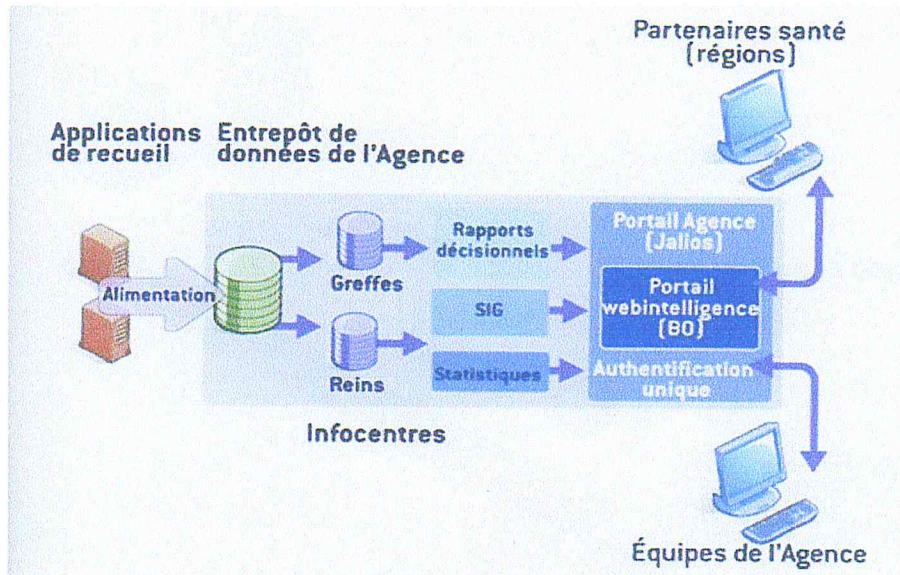 Partenaires santé
(régions)
Applications
de recueil
Entrepôt de
données de l'Agence
Alimentation
Greffes
Reins
Infocentres
Rapports
décisionnels
SIG
Statistiques
Portail Agence
(Jalios)
Portail
webintelligence
(BO)
Authentification
unique
Équipes de l'Agence